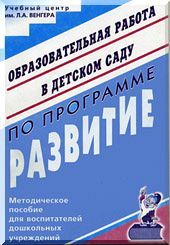 Учебный центр
им. Л.А. ВЕНГЕРА
ОБРАЗОВАТЕЛЬНАЯ РАБОТА
В ДЕТСКОМ САДУ
ПО ПРОГРАММЕ
РАЗВИТИЕ
Методическое
пособие
для воспитателей
дошкольных
учреждений